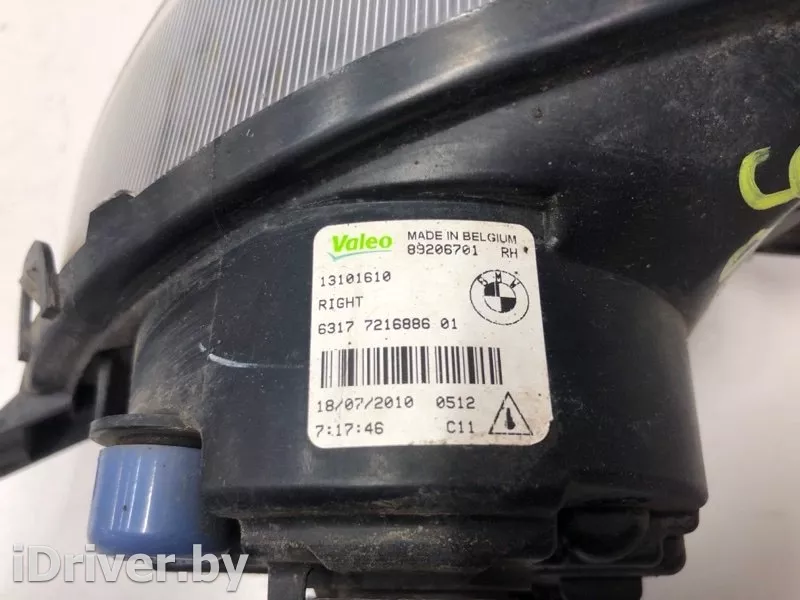 Valeo MADE IN BELGIUM
89206701 RH
13101610
RIGHT
BMW
6317 7216886 01
18/07/2010 0512
7:17:46 C11
iDriver.by